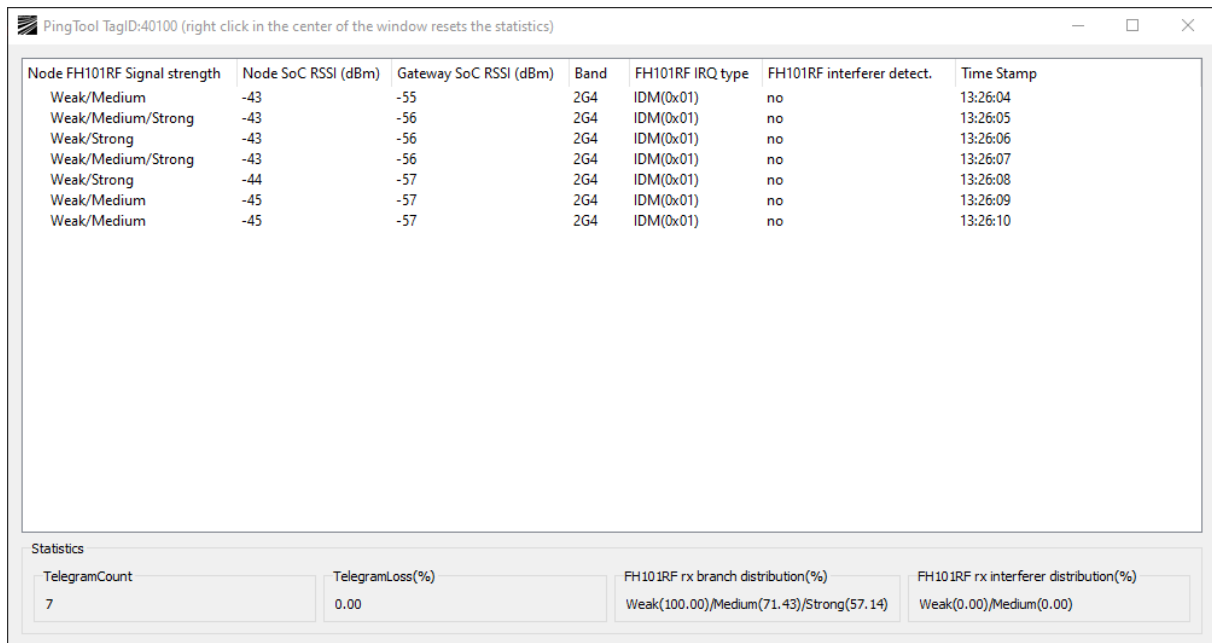 PingTool TagID:40100 (right click in the center of the window resets the statistics)
Node FH101RF Signal strength Node SoC RSSI (dBm) Gateway SoC RSSI (dBm) Band FH101RF IRQ type FH101RF interferer detect. Time Stamp
Weak/Medium -43 -55 2G4 IDM(0x01) no 13:26:04
Weak/Medium/Strong -43 -56 2G4 IDM(0x01) no 13:26:05
Weak/Strong -43 -56 2G4 IDM(0x01) no 13:26:06
Weak/Medium/Strong -43 -56 2G4 IDM(0x01) no 13:26:07
Weak/Strong -44 -57 2G4 IDM(0x01) no 13:26:08
Weak/Medium -45 -57 2G4 IDM(0x01) no 13:26:09
Weak/Medium -45 -57 2G4 IDM(0x01) no 13:26:10
Statistics
TelegramCount TelegramLoss(%) FH101RF rx branch distribution(%) FH101RF rx interferer distribution(%)
7 0.00 Weak(100.00)/Medium(71.43)/Strong(57.14) Weak(0.00)/Medium(0.00)